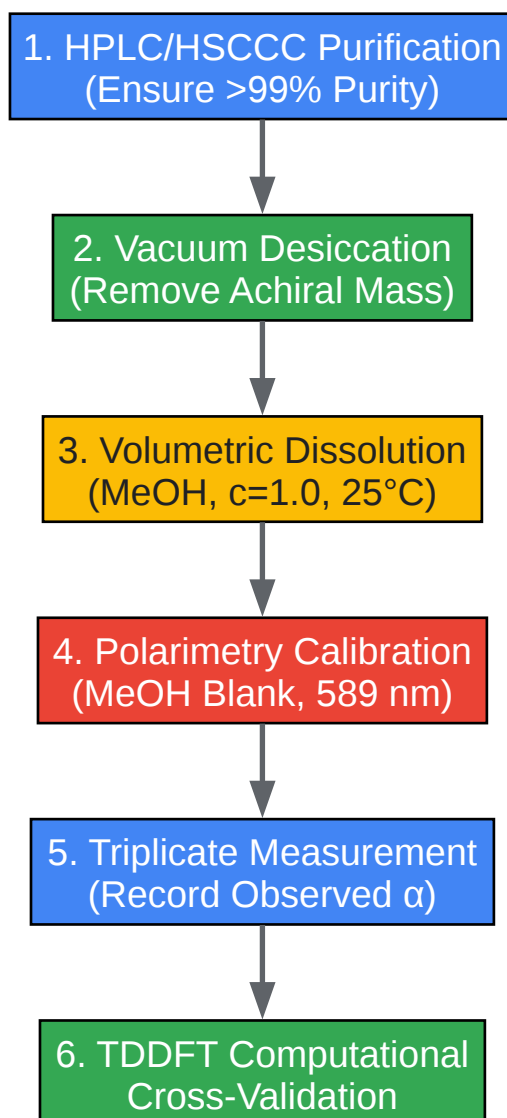 1. HPLC/HSCCC Purification
(Ensure >99% Purity)
2. Vacuum Desiccation
(Remove Achiral Mass)
3. Volumetric Dissolution
(MeOH, c=1.0, 25°C)
4. Polarimetry Calibration
(MeOH Blank, 589 nm)
5. Triplicate Measurement
(Record Observed α)
6. TDDFT Computational
Cross-Validation